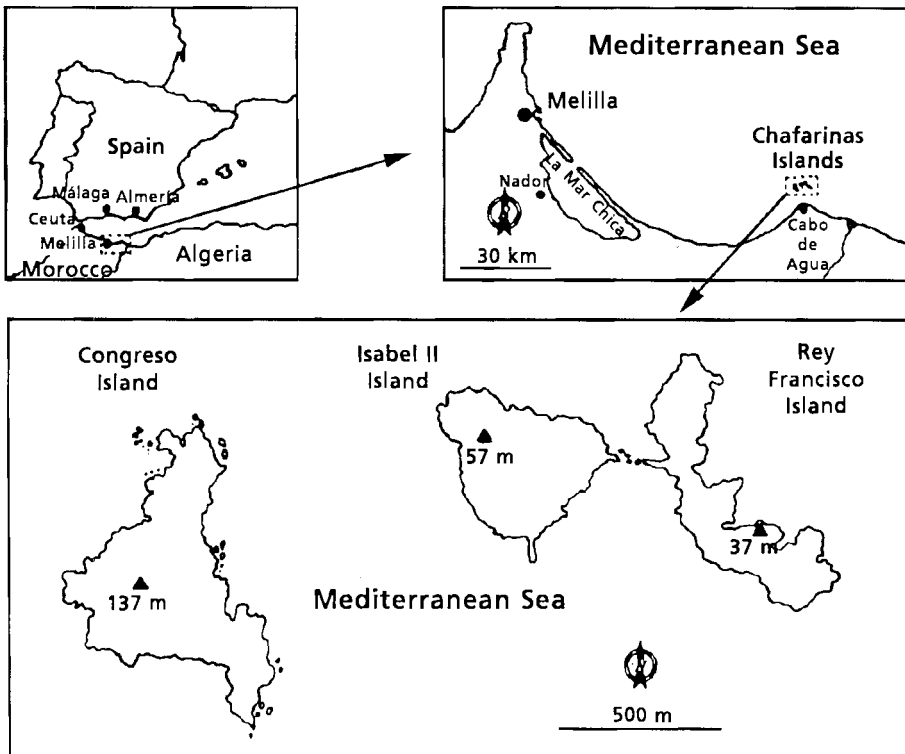 Spain
Málaga
Almería
Ceuta
Melilla
Morocco
Algeria
Mediterranean Sea
Melilla
Chafarinas
Islands
La Mar Chica
Nador
Cabo
de
Agua
30 km
Congreso
Island
Isabel II
Island
Rey
Francisco
Island
57 m
37 m
137 m
Mediterranean Sea
500 m